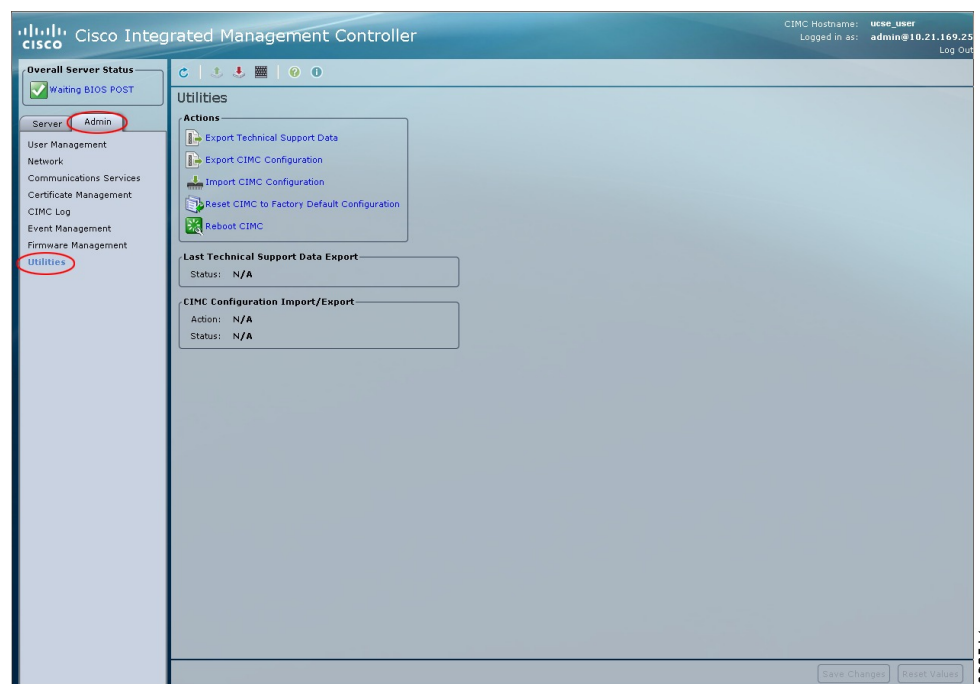 CISCO
Cisco Integrated Management Controller
CIMC Hostname: ucse_user
Logged in as: admin@10.21.169.25
Log Out
Overall Server Status
Waiting BIOS POST
Server Admin
User Management
Network
Communications Services
Certificate Management
CIMC Log
Event Management
Firmware Management
Utilities
Utilities
Actions
Export Technical Support Data
Export CIMC Configuration
Import CIMC Configuration
Reset CIMC to Factory Default Configuration
Reboot CIMC
Last Technical Support Data Export
Status: N/A
CIMC Configuration Import/Export
Action: N/A
Status: N/A
Save Changes Reset Values